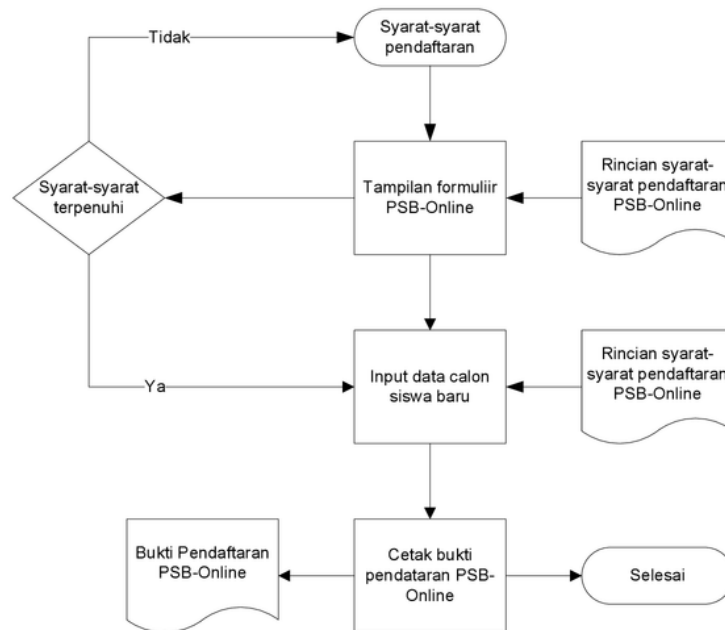 Tidak
Syarat-syarat
pendaftaran
Syarat-syarat
terpenuhi
Tampilan formuliir
PSB-Online
Rincian syarat-
syarat pendaftaran
PSB-Online
Ya
Input data calon
siswa baru
Rincian syarat-
syarat pendaftaran
PSB-Online
Bukti Pendaftaran
PSB-Online
Cetak bukti
pendataran PSB-
Online
Selesai